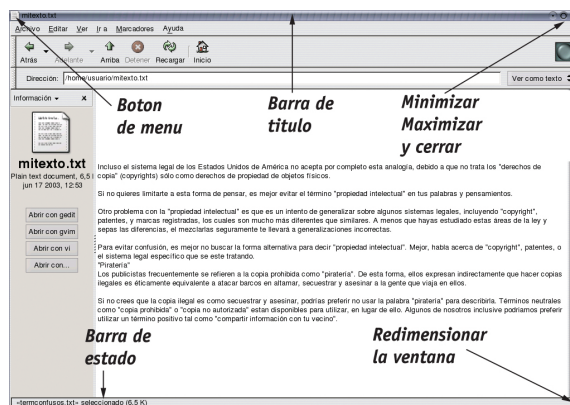 mitexto.txt
Archivo Editar Ver Ir a Marcadores Ayuda
Atrás Adelante Arriba Detener Recargar Inicio
Dirección: /home/usuario/mitexto.txt Ver como texto
Información x
Boton
de menu
Barra de
titulo
Minimizar
Maximizar
y cerrar
mitexto.txt
Plain text document, 6,5
jun 17 2003, 12:53
Abrir con gedit
Abrir con gvim
Abrir con vi
Abrir con...
Incluso el sistema legal de los Estados Unidos de América no acepta por completo esta analogía, debido a que no trata los "derechos de
copia" (copyrights) sólo como derechos de propiedad de objetos físicos.
Si no quieres limitarte a esta forma de pensar, es mejor evitar el término "propiedad intelectual" en tus palabras y pensamientos.
Otro problema con la "propiedad intelectual" es que es un intento de generalizar sobre algunos sistemas legales, incluyendo "copyright",
patentes, y marcas registradas, los cuales son mucho más diferentes que similares. A menos que hayas estudiado estas áreas de la ley y
sepas las diferencias, el mezclarlas seguramente te llevará a generalizaciones incorrectas.
Para evitar confusión, es mejor no buscar la forma alternativa para decir "propiedad intelectual". Mejor, habla acerca de "copyright", patentes, o
el sistema legal específico que se este tratando.
"Piratería"
Los publicistas frecuentemente se refieren a la copia prohibida como "piratería". De esta forma, ellos expresan indirectamente que hacer copias
ilegales es éticamente equivalente a atacar barcos en altamar, secuestrar y asesinar a la gente que viaja en ellos.
Si no crees que la copia ilegal es como secuestrar y asesinar, podrías preferir no usar la palabra "piratería" para describirla. Términos neutrales
como "copia prohibida" o "copia no autorizada" estan disponibles para utilizar, en lugar de ello. Algunos de nosotros inclusive podriamos preferir
utilizar un término positivo tal como "compartir información con tu vecino".
Barra de
estado
Redimensionar
la ventana
«termconfusos.txt» seleccionado (6,5 K)